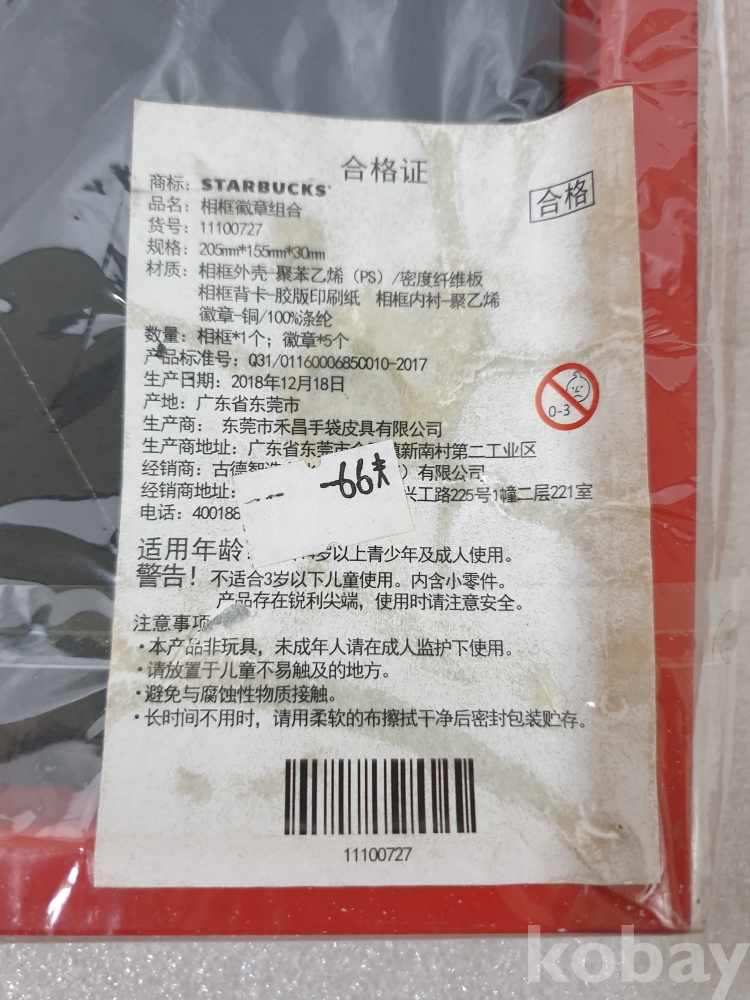 合格证
合格
商标：STARBUCKS
品名：相框徽章组合
货号：11100727
规格：205mm*155mm*30mm
材质：相框外壳-聚苯乙烯（PS）/密度纤维板
相框背卡-胶版印刷纸 相框内衬-聚乙烯
徽章-铜/100%涤纶
数量：相框*1个；徽章*5个
产品标准号：Q31/0116000685C010-2017
生产日期：2018年12月18日
产地：广东省东莞市
0-3
生产商：东莞市禾昌手袋皮具有限公司
生产商地址：广东省东莞市 镇新南村第二工业区
经销商：古德智造 ）有限公司
经销商地址： 兴工路225号1幢二层221室
电话：400188
-66
适用年龄： 14岁以上青少年及成人使用。
警告！不适合3岁以下儿童使用。内含小零件。
产品存在锐利尖端，使用时请注意安全。
注意事项
·本产品非玩具，未成年人请在成人监护下使用。
·请放置于儿童不易触及的地方。
·避免与腐蚀性物质接触。
·长时间不用时，请用柔软的布擦拭干净后密封包装贮存。
11100727
kobay